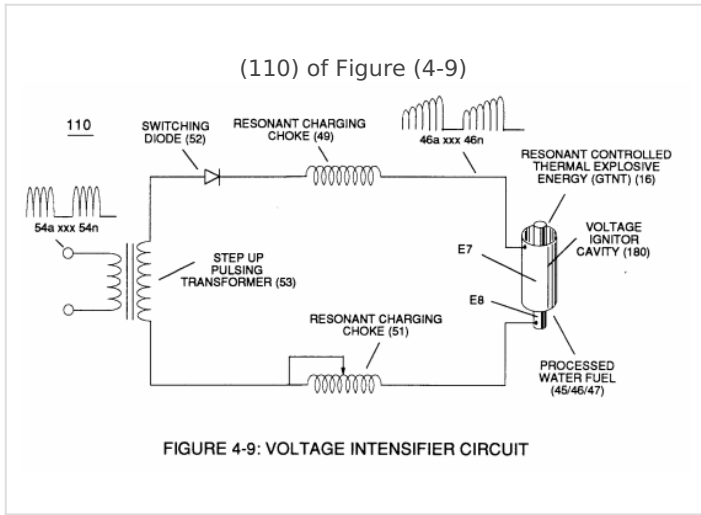 (110) of Figure (4-9)
110
SWITCHING
DIODE (52)
RESONANT CHARGING
CHOKE (49)
46a xxx 46n
RESONANT CONTROLLED
THERMAL EXPLOSIVE
ENERGY (GTNT) (16)
54a xxx 54n
VOLTAGE
IGNITOR
CAVITY (180)
E7
STEP UP
PULSING
TRANSFORMER (53)
E8
RESONANT CHARGING
CHOKE (51)
PROCESSED
WATER FUEL
(45/46/47)
FIGURE 4-9: VOLTAGE INTENSIFIER CIRCUIT